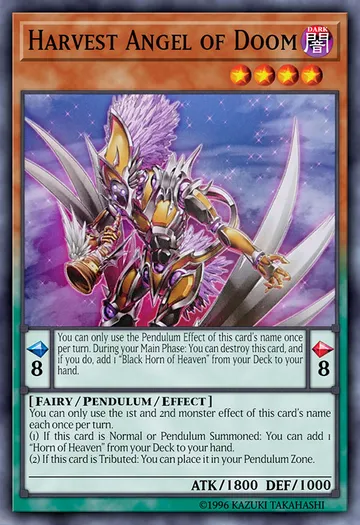 HARVEST ANGEL OF DOOM
DARK
闇
You can only use the Pendulum Effect of this card's name once
per turn. During your Main Phase: You can destroy this card, and
if you do, add 1 "Black Horn of Heaven" from your Deck to your
hand.
8
8
[ FAIRY / PENDULUM / EFFECT ]
You can only use the 1st and 2nd monster effect of this card's name
each once per turn.
(1) If this card is Normal or Pendulum Summoned: You can add 1
"Horn of Heaven" from your Deck to your hand.
(2) If this card is Tributed: You can place it in your Pendulum Zone.
ATK/1800 DEF/1000
©1996 KAZUKI TAKAHASHI